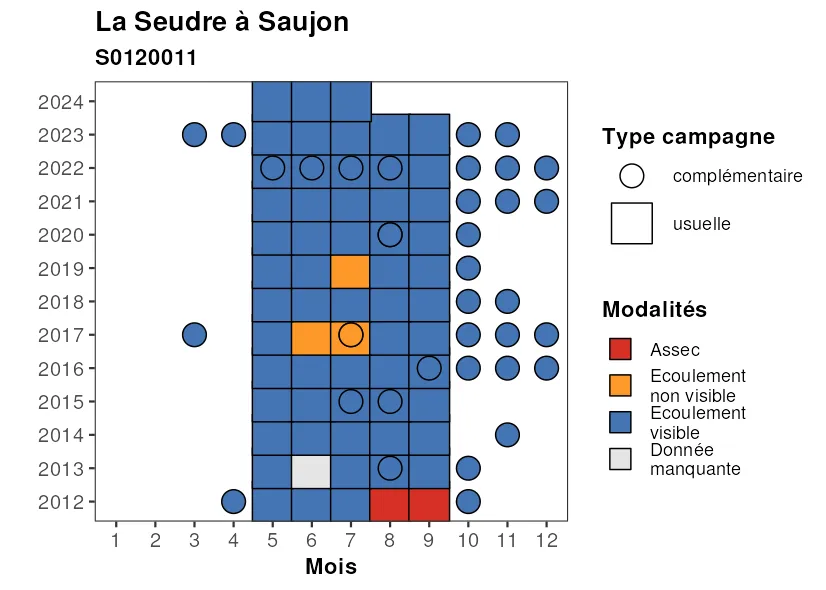 La Seudre à Saujon
S0120011
2024
2023
2022
2021
2020
2019
2018
2017
2016
2015
2014
2013
2012
1 2 3 4 5 6 7 8 9 10 11 12
Mois
Type campagne
complémentaire
usuelle
Modalités
Assec
Ecoulement
non visible
Ecoulement
visible
Donnée
manquante